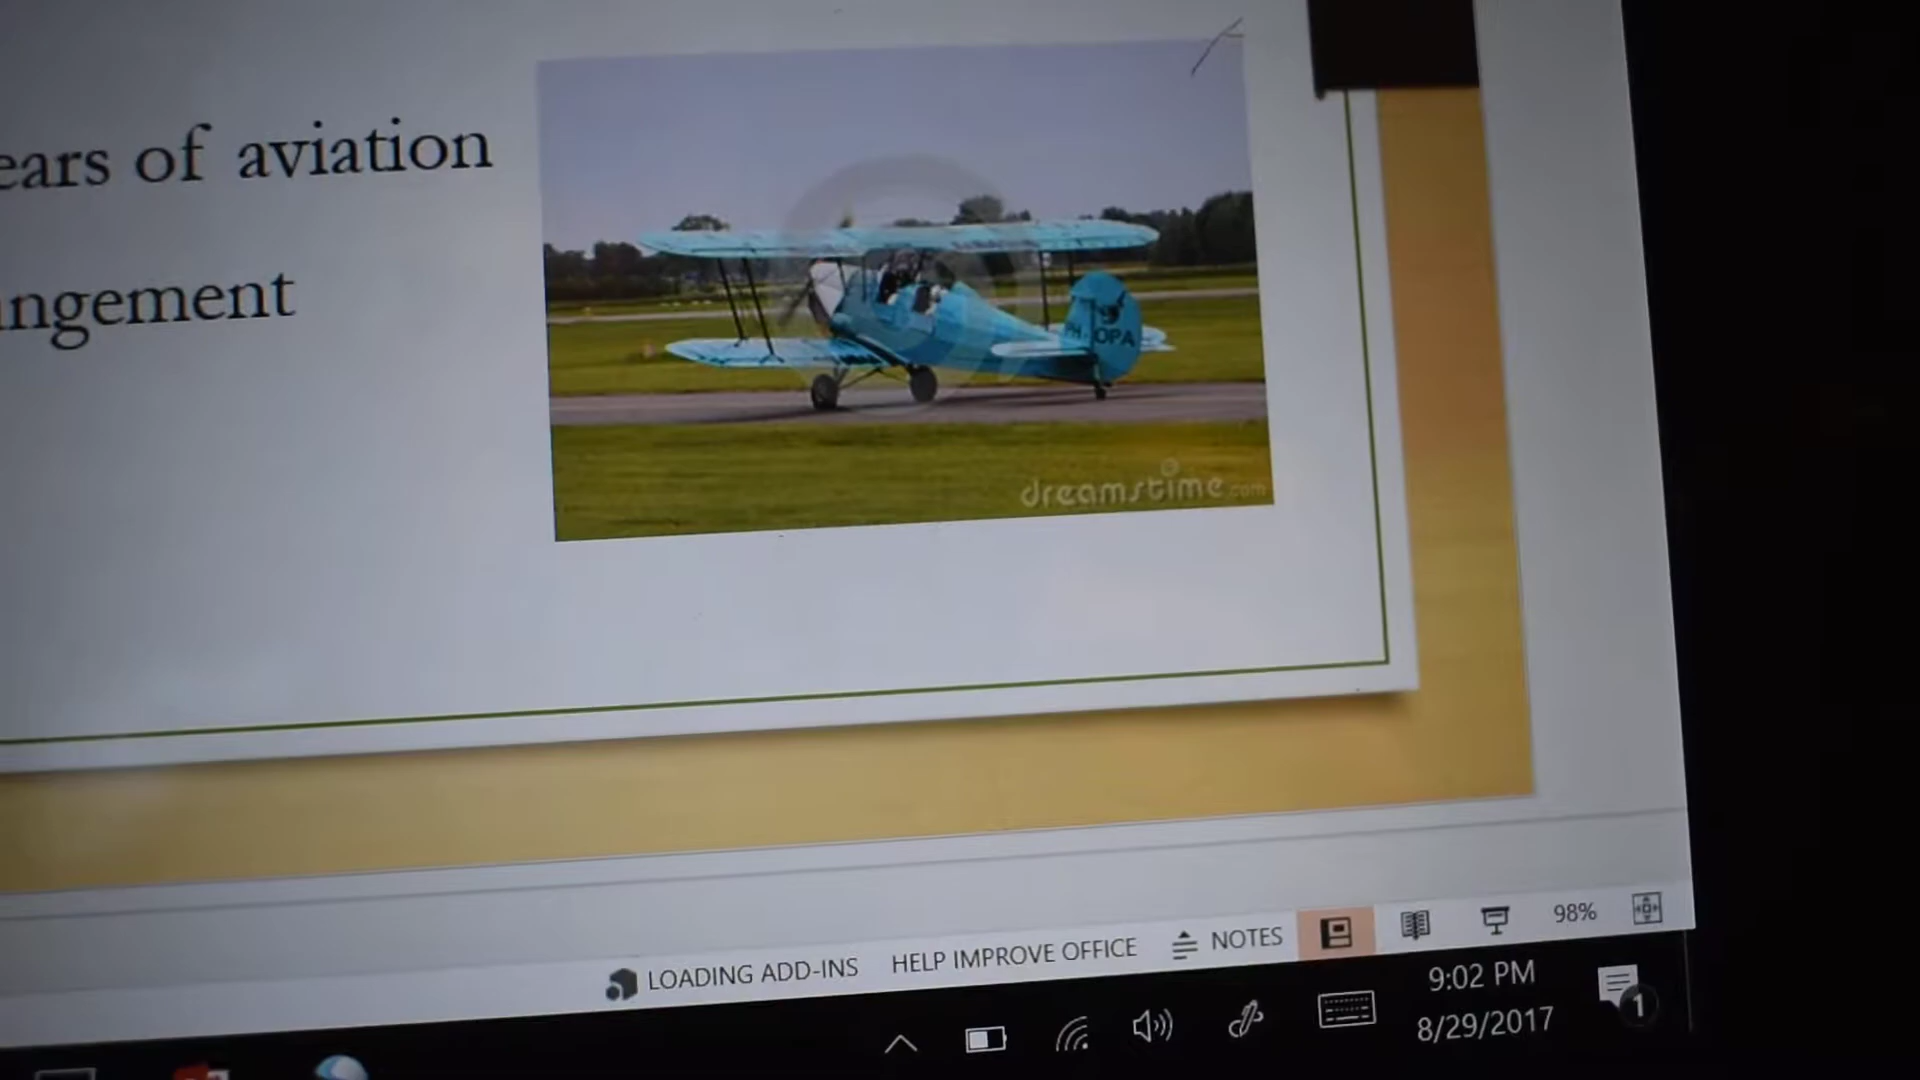 ears of aviation
angement
PH-OPA
dreamstime.com
LOADING ADD-INS
HELP IMPROVE OFFICE
NOTES
98%
9:02 PM
8/29/2017
1